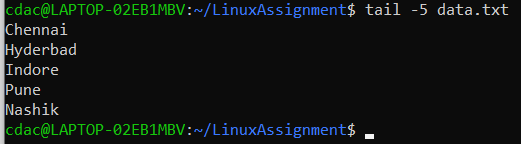 cdac@LAPTOP-02EB1MBV:~/LinuxAssignment$ tail -5 data.txt
Chennai
Hyderbad
Indore
Pune
Nashik
cdac@LAPTOP-02EB1MBV:~/LinuxAssignment$